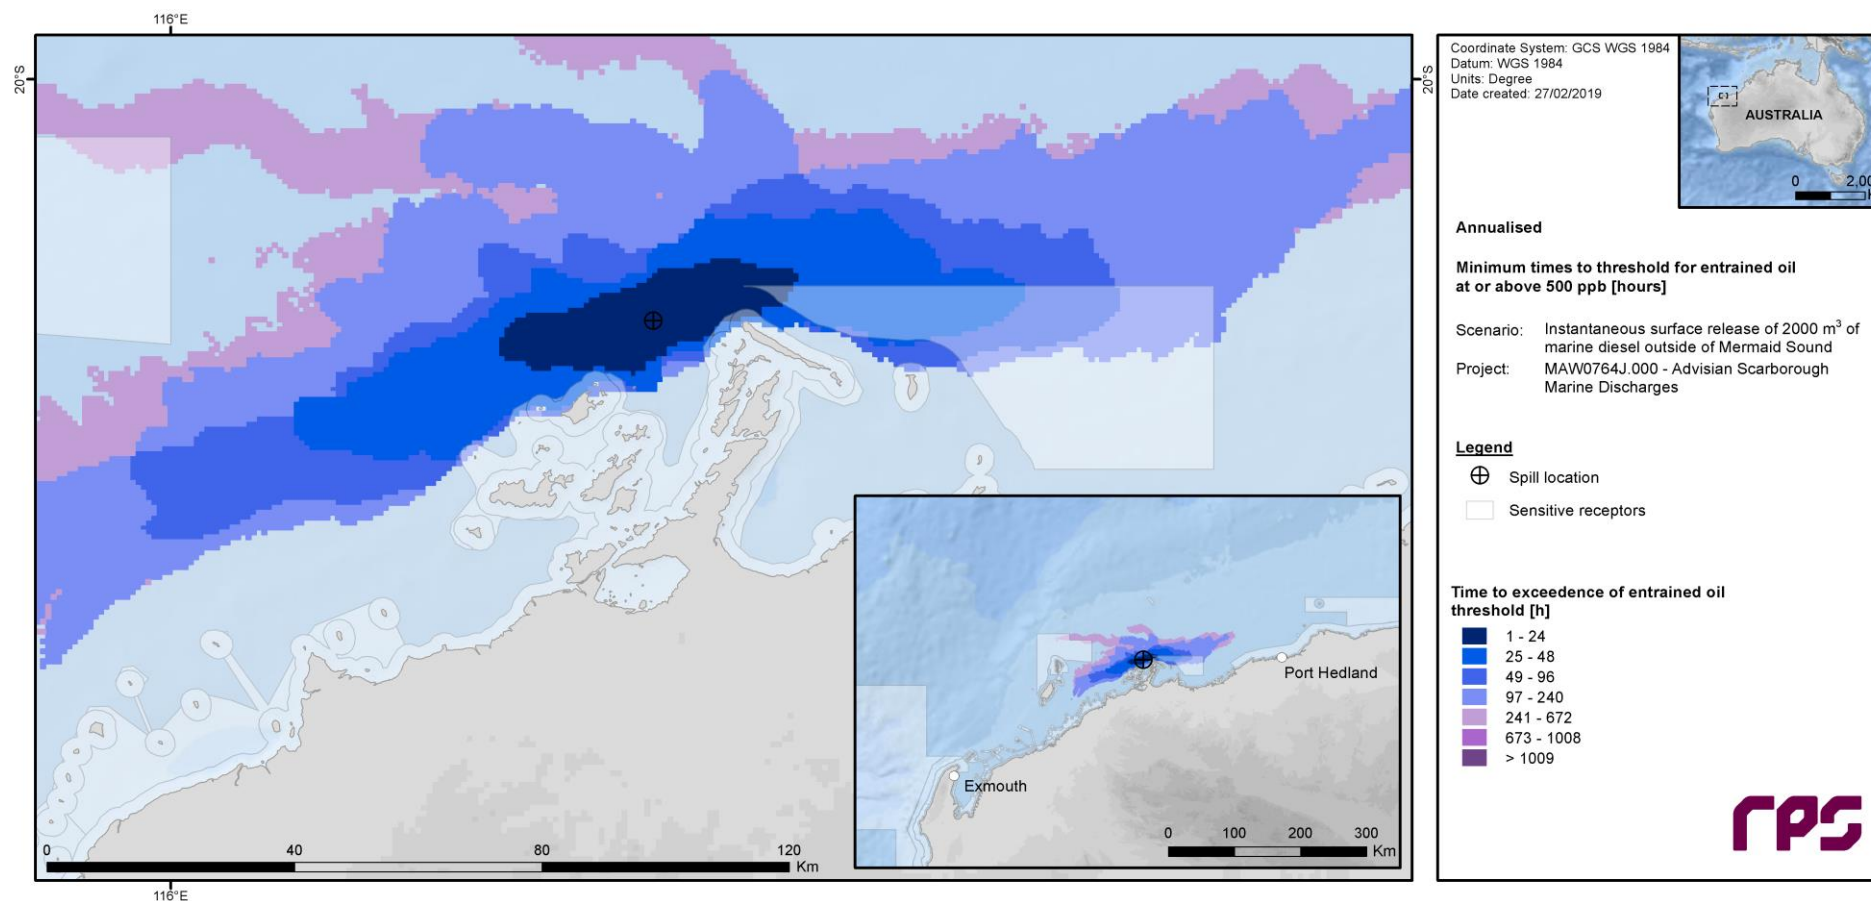 116°E
20°S
20°S
116°E
0 40 80 120 Km
Exmouth
Port Hedland
0 100 200 300 Km
Coordinate System: GCS WGS 1984
Datum: WGS 1984
Units: Degree
Date created: 27/02/2019
AUSTRALIA
0 2,00
Annualised
Minimum times to threshold for entrained oil
at or above 500 ppb [hours]
Scenario: Instantaneous surface release of 2000 m³ of
marine diesel outside of Mermaid Sound
Project: MAW0764J.000 - Advisian Scarborough
Marine Discharges
Legend
Spill location
Sensitive receptors
Time to exceedence of entrained oil
threshold [h]
1 - 24
25 - 48
49 - 96
97 - 240
241 - 672
673 - 1008
> 1009
rps